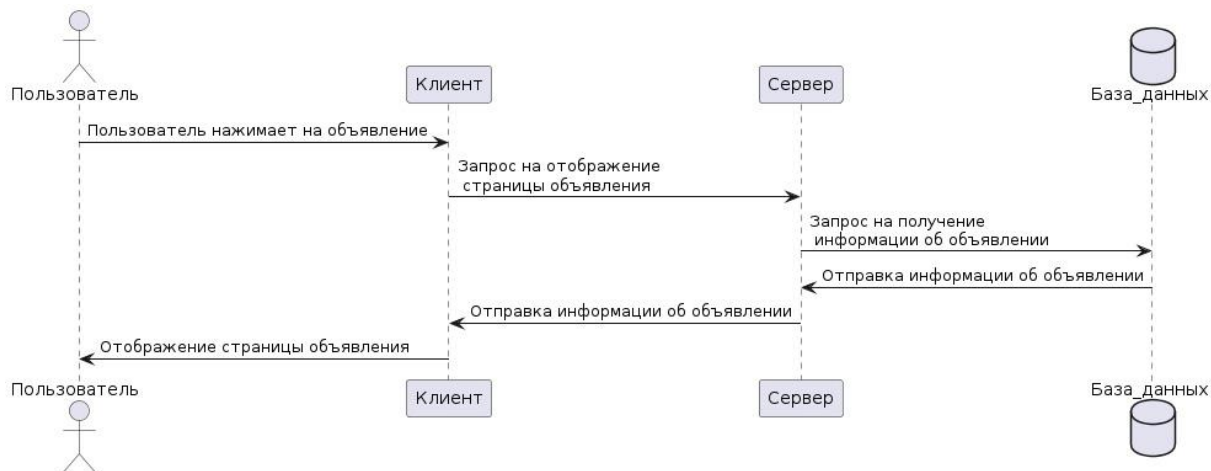 Пользователь
Клиент
Сервер
База_данных
Пользователь нажимает на объявление
Запрос на отображение
страницы объявления
Запрос на получение
информации об объявлении
Отправка информации об объявлении
Отправка информации об объявлении
Отображение страницы объявления
Пользователь
Клиент
Сервер
База_данных